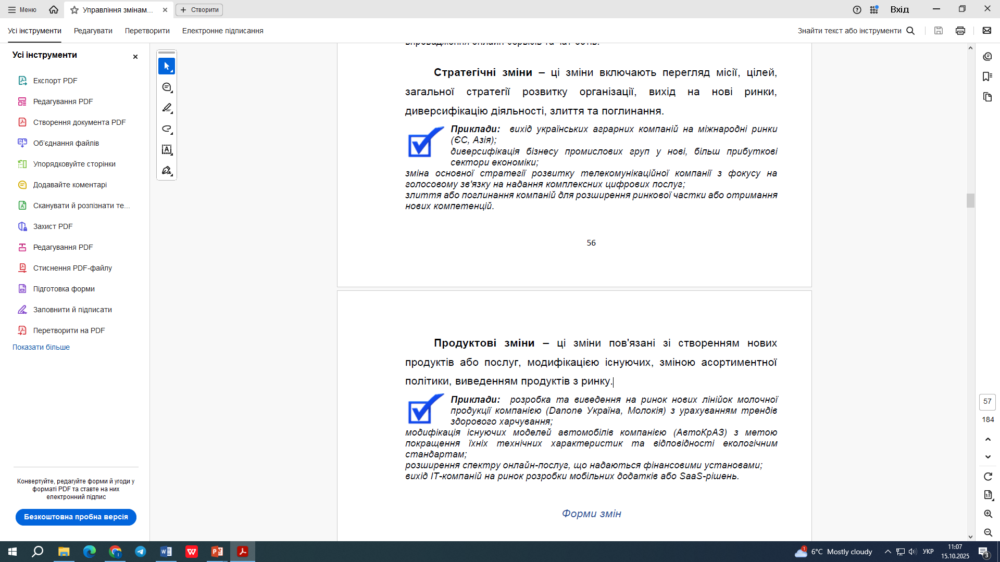 Меню
Управління змінам...
Створити
Вхід
Усі інструменти
Редагувати
Перетворити
Електронне підписання
Знайти текст або інструменти
Усі інструменти
Експорт PDF
Редагування PDF
Створення документа PDF
Об'єднання файлів
Упорядковуйте сторінки
Додавайте коментарі
Сканувати й розпізнати те...
Захист PDF
Редагування PDF
Стиснення PDF-файлу
Підготовка форми
Заповнити й підписати
Перетворити на PDF
Показати більше
Конвертуйте, редагуйте форми й угоди у
форматі PDF та ставте на них
електронний підпис
Безкоштовна пробна версія
впровадження онлайн-сервісів та чат-ботів.
Стратегічні зміни – ці зміни включають перегляд місії, цілей,
загальної стратегії розвитку організації, вихід на нові ринки,
диверсифікацію діяльності, злиття та поглинання.
Приклади: вихід українських аграрних компаній на міжнародні ринки
(ЄС, Азія);
диверсифікація бізнесу промислових груп у нові, більш прибуткові
сектори економіки;
зміна основної стратегії розвитку телекомунікаційної компанії з фокусу на
голосовому зв'язку на надання комплексних цифрових послуг;
злиття або поглинання компаній для розширення ринкової частки або отримання
нових компетенцій.
56
Продуктові зміни – ці зміни пов'язані зі створенням нових
продуктів або послуг, модифікацією існуючих, зміною асортиментної
політики, виведенням продуктів з ринку.
Приклади: розробка та виведення на ринок нових лінійок молочної
продукції компанією (Danone Україна, Молокія) з урахуванням трендів
здорового харчування;
модифікація існуючих моделей автомобілів компанією (АвтоКрАЗ) з метою
покращення їхніх технічних характеристик та відповідності екологічним
стандартам;
розширення спектру онлайн-послуг, що надаються фінансовими установами;
вихід ІТ-компаній на ринок розробки мобільних додатків або SaaS-рішень.
Форми змін
57
184
1
6°C Mostly cloudy
УКР
11:07
15.10.2025
3